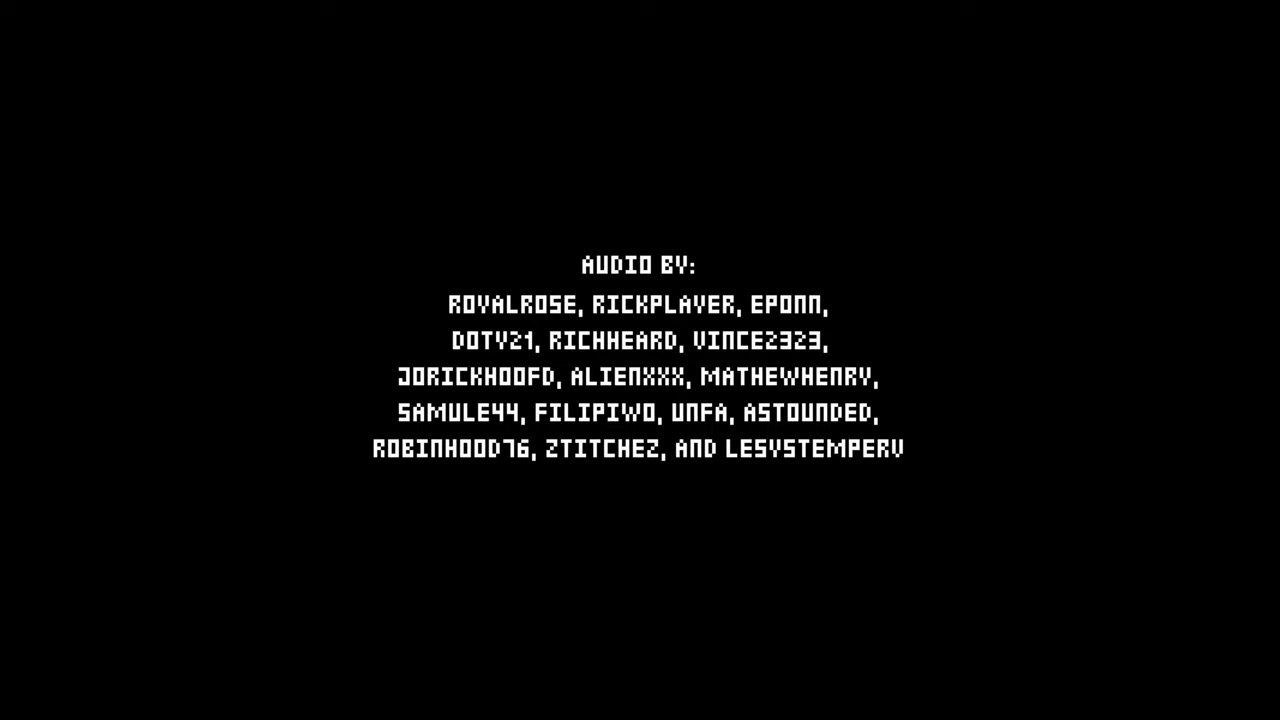 AUDIO BY:
ROYALROSE, RICKPLAYER, EPONN,
DOTY21, RICHHEARD, VINCE2323,
JORICKHOOFD, ALIENXXX, MATHEWHENRY,
SAMULE44, FILIPIWO, UNFA, ASTOUNDED,
ROBINHOOD76, ZTITCHEZ, AND LESYSTEMPERV